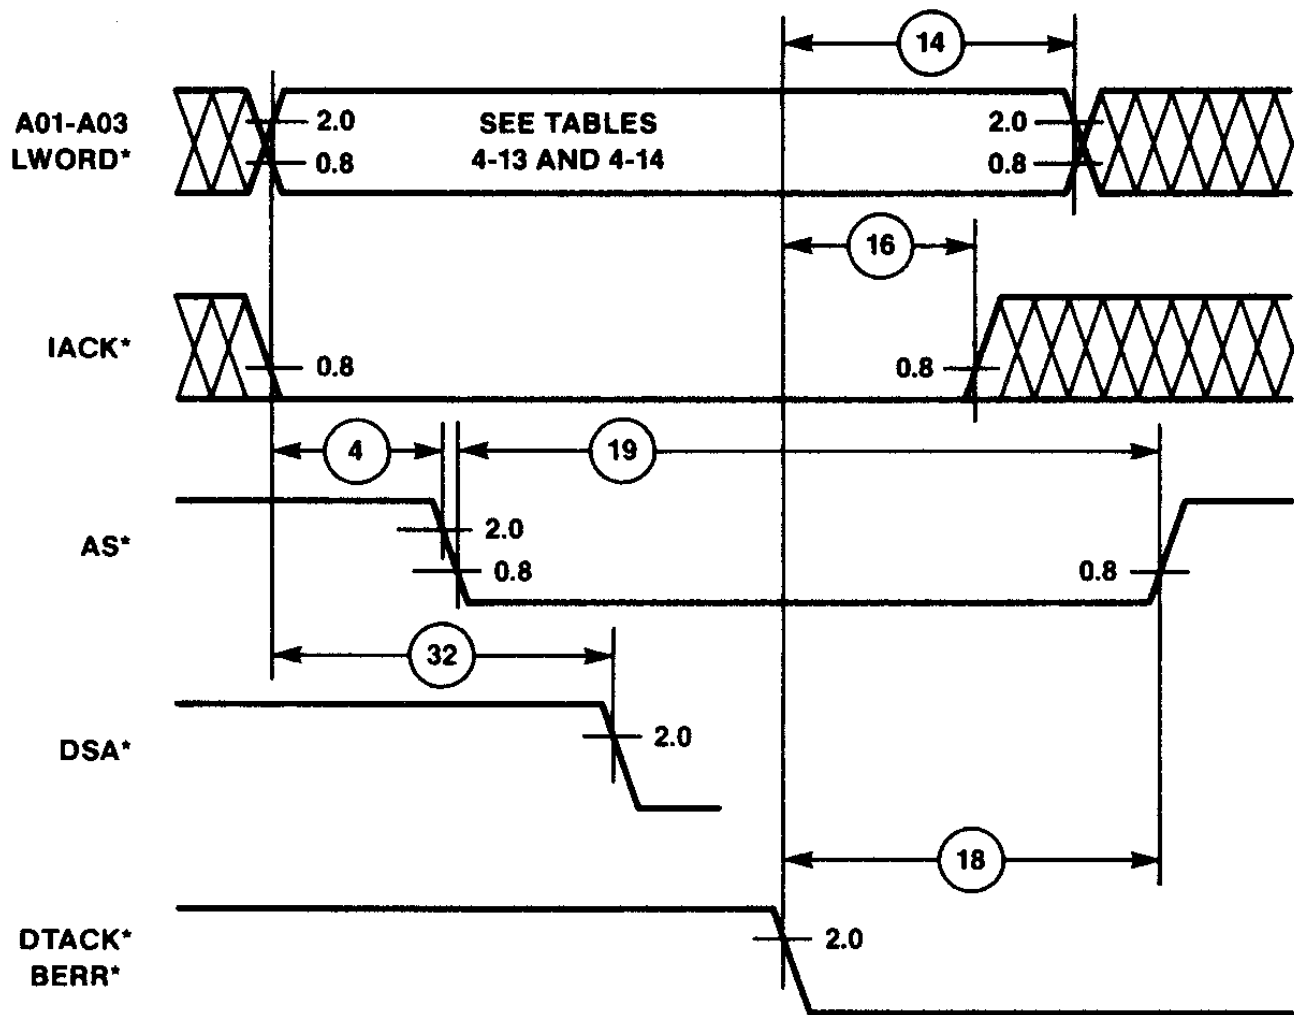 14
A01-A03
LWORD*
2.0
0.8
SEE TABLES
4-13 AND 4-14
2.0
0.8
16
IACK*
0.8
0.8
4
19
AS*
2.0
0.8
0.8
32
DSA*
2.0
18
DTACK*
BERR*
2.0